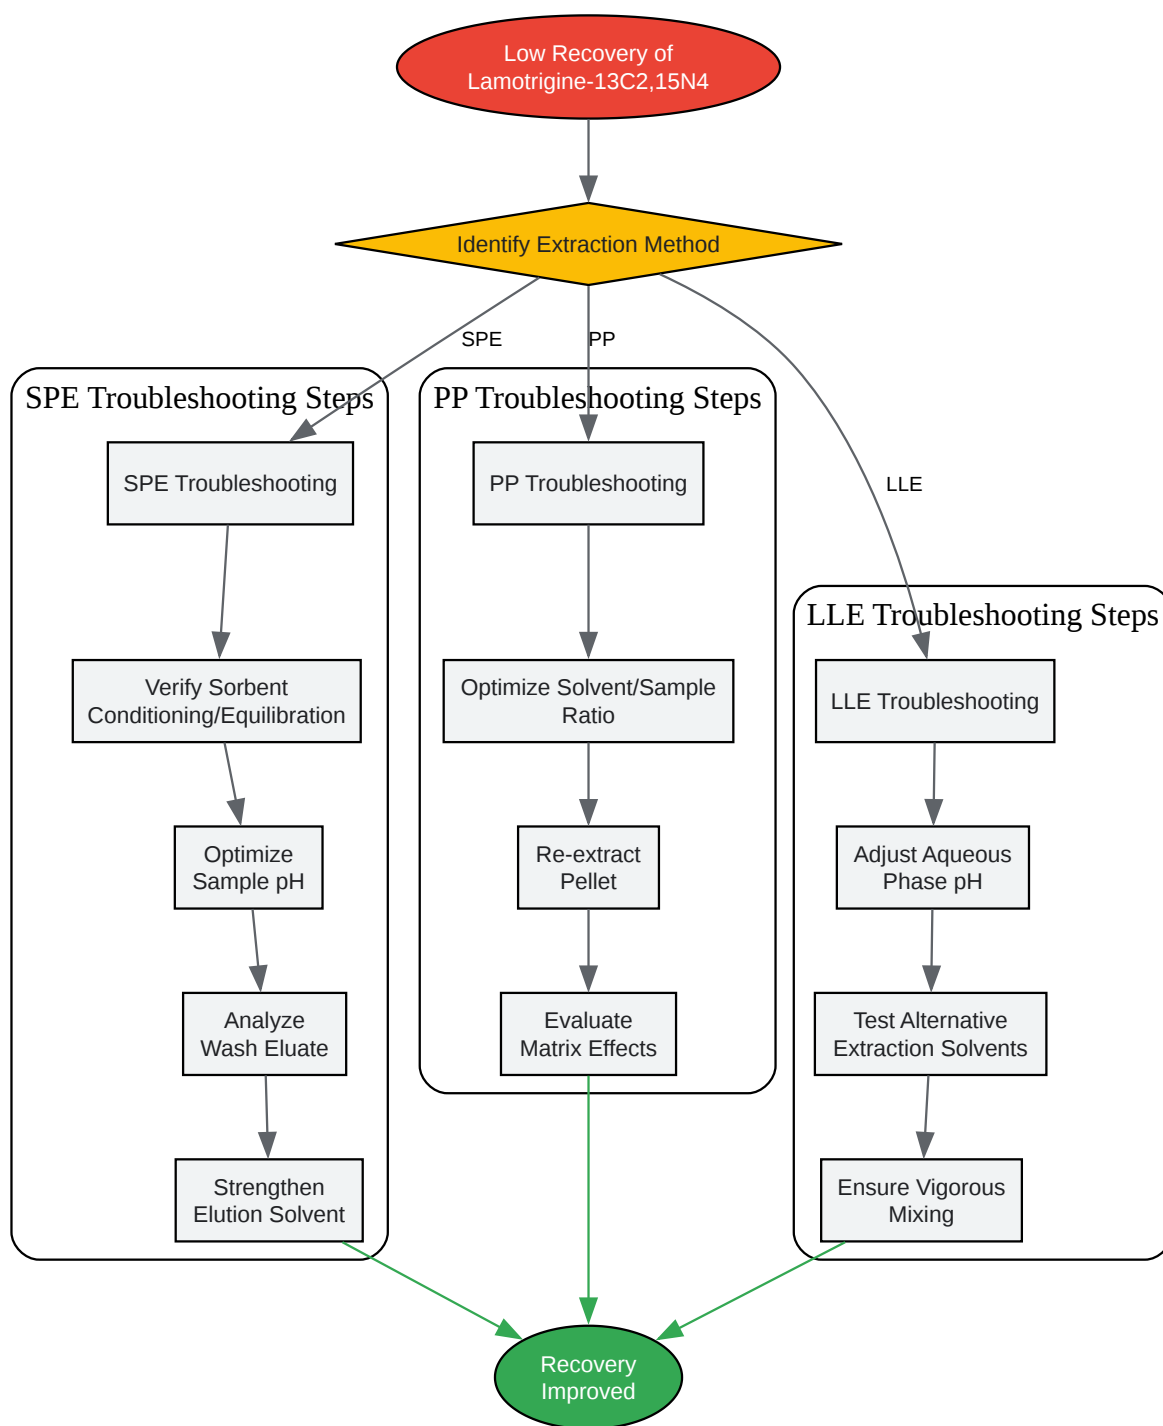 Low Recovery of
Lamotrigine-13C2,15N4
Identify Extraction Method
SPE
PP
LLE
SPE Troubleshooting Steps
SPE Troubleshooting
Verify Sorbent
Conditioning/Equilibration
Optimize
Sample pH
Analyze
Wash Eluate
Strengthen
Elution Solvent
PP Troubleshooting Steps
PP Troubleshooting
Optimize Solvent/Sample
Ratio
Re-extract
Pellet
Evaluate
Matrix Effects
LLE Troubleshooting Steps
LLE Troubleshooting
Adjust Aqueous
Phase pH
Test Alternative
Extraction Solvents
Ensure Vigorous
Mixing
Recovery
Improved